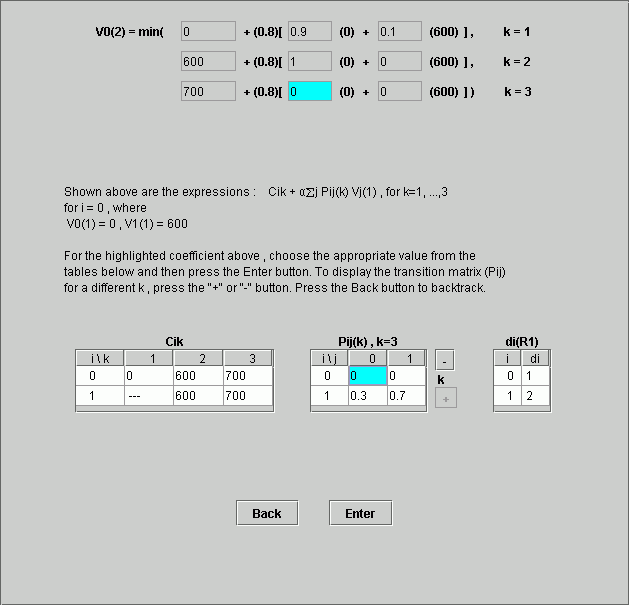 V0(2) = min( 0 + (0.8)[ 0.9 (0) + 0.1 (600) ] , k = 1
600 + (0.8)[ 1 (0) + 0 (600) ] , k = 2
700 + (0.8)[ 0 (0) + 0 (600) ] ) k = 3
Shown above are the expressions : Cik + αΣj Pij(k) Vj(1) , for k=1, ...,3
for i = 0 , where
V0(1) = 0 , V1(1) = 600
For the highlighted coefficient above , choose the appropriate value from the
tables below and then press the Enter button. To display the transition matrix (Pij)
for a different k , press the "+" or "-" button. Press the Back button to backtrack.
Cik Pij(k) , k=3 di(R1)
i \ k 1 2 3 i \ j 0 1 - i di
0 0 600 700 0 0 0 k 0 1
1 --- 600 700 1 0.3 0.7 + 1 2
Back Enter